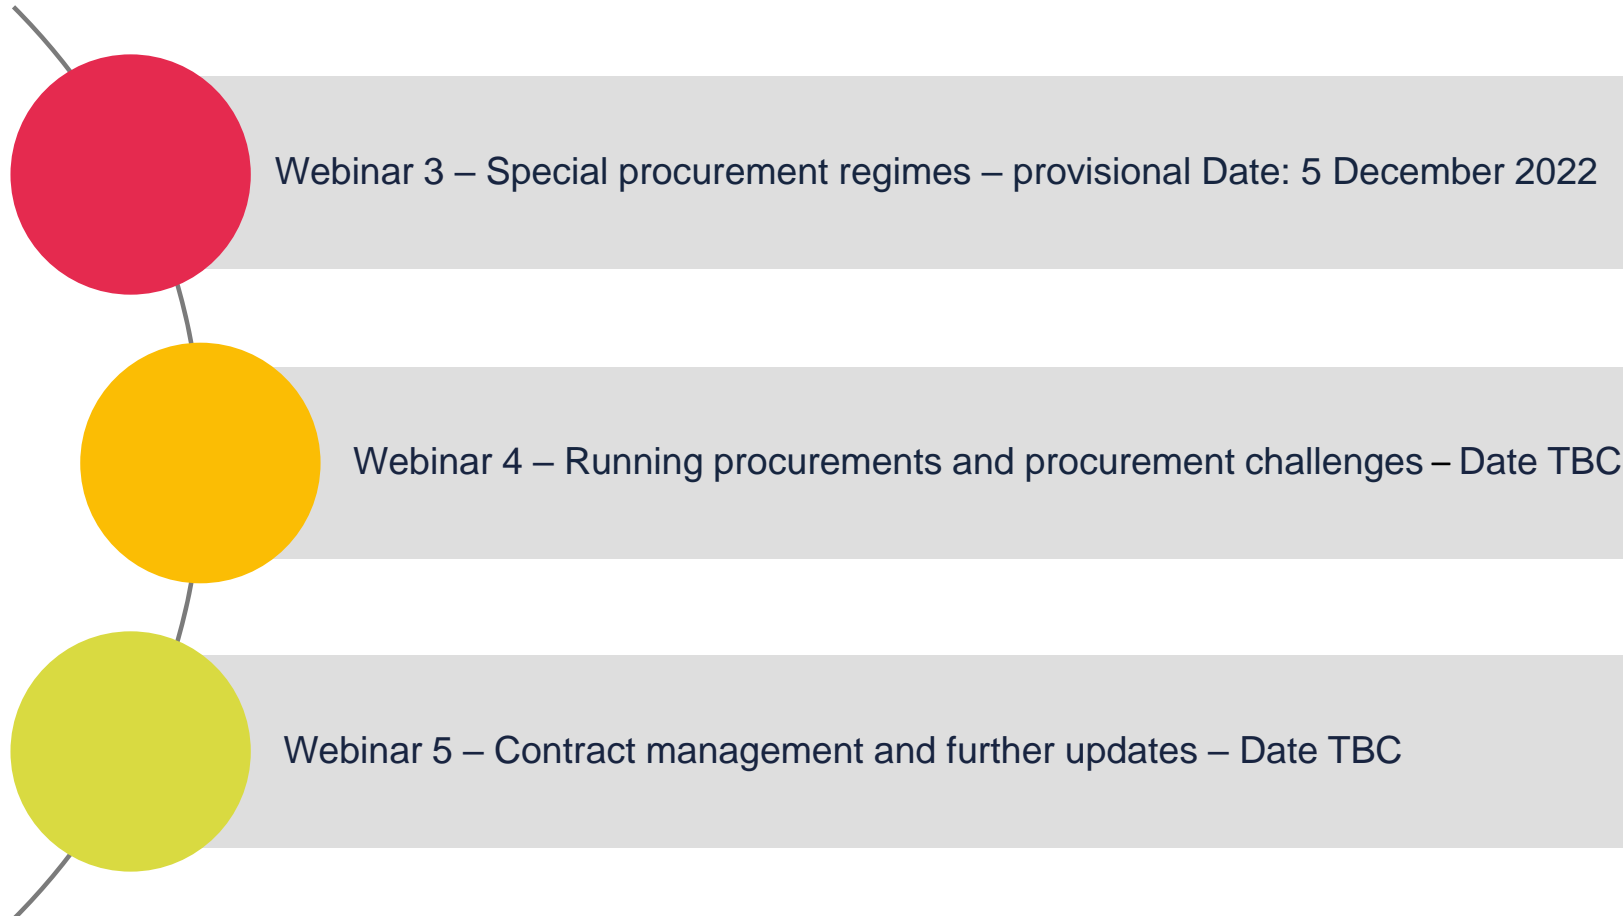 Webinar 3 – Special procurement regimes – provisional Date: 5 December 2022
Webinar 4 – Running procurements and procurement challenges – Date TBC
Webinar 5 – Contract management and further updates – Date TBC